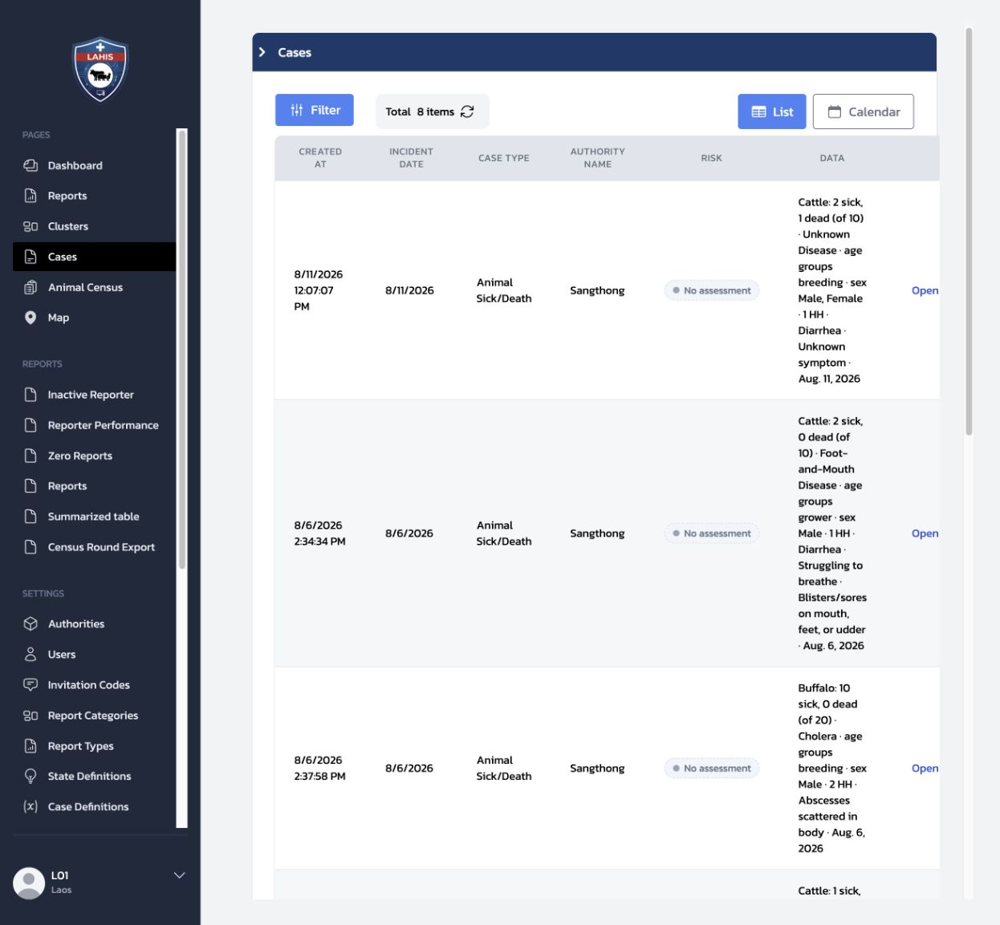 LAHIS
PAGES
Dashboard
Reports
Clusters
Cases
Animal Census
Map
REPORTS
Inactive Reporter
Reporter Performance
Zero Reports
Reports
Summarized table
Census Round Export
SETTINGS
Authorities
Users
Invitation Codes
Report Categories
Report Types
State Definitions
(x) Case Definitions
L01
Laos
Cases
Filter
Total 8 items
List
Calendar
CREATED
AT
INCIDENT
DATE
CASE TYPE
AUTHORITY
NAME
RISK
DATA
8/11/2026
12:07:07
PM
8/11/2026
Animal
Sick/Death
Sangthong
No assessment
Cattle: 2 sick,
1 dead (of 10)
· Unknown
Disease · age
groups
breeding · sex
Male, Female
· 1 HH ·
Diarrhea ·
Unknown
symptom ·
Aug. 11, 2026
Open
8/6/2026
2:34:34 PM
8/6/2026
Animal
Sick/Death
Sangthong
No assessment
Cattle: 2 sick,
0 dead (of
10) · Foot-
and-Mouth
Disease · age
groups
grower · sex
Male · 1 HH ·
Diarrhea ·
Struggling to
breathe ·
Blisters/sores
on mouth,
feet, or udder
· Aug. 6, 2026
Open
8/6/2026
2:37:58 PM
8/6/2026
Animal
Sick/Death
Sangthong
No assessment
Buffalo: 10
sick, 0 dead
(of 20) ·
Cholera · age
groups
breeding · sex
Male · 2 HH ·
Abscesses
scattered in
body · Aug. 6,
2026
Open
Cattle: 1 sick,